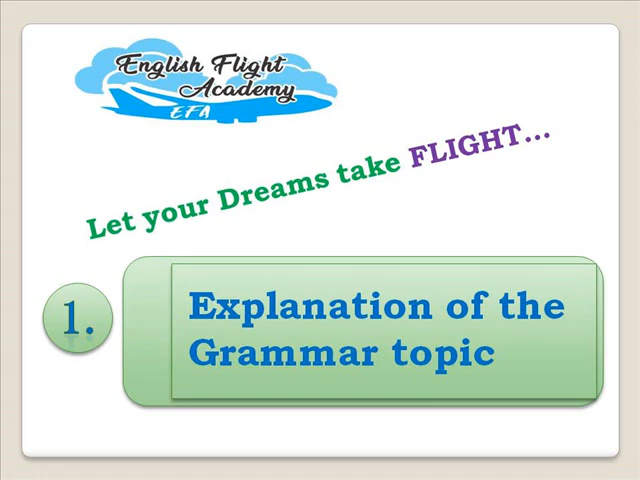 English Flight
Academy
EFA
Let your Dreams take FLIGHT...
1.
Explanation of the
Grammar topic